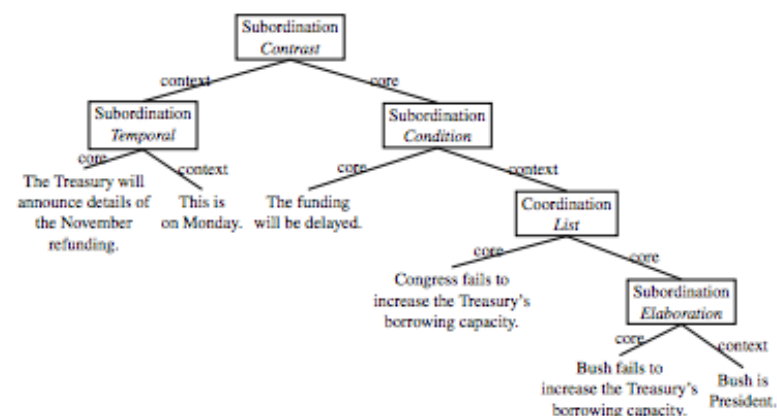 Subordination
Contrast
context
core
Subordination
Temporal
Subordination
Condition
core
context
core
context
The Treasury will
announce details of
the November
refunding.
This is
on Monday.
The funding
will be delayed.
Coordination
List
core
core
Congress fails to
increase the Treasury's
borrowing capacity.
Subordination
Elaboration
core
context
Bush fails to
increase the Treasury's
borrowing capacity.
Bush is
President.